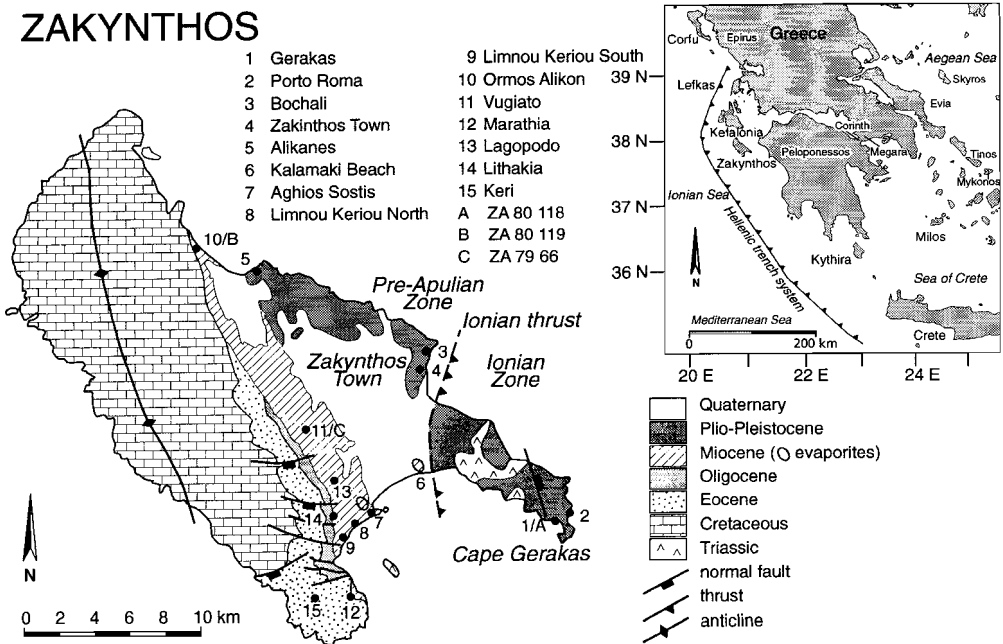 ZAKYNTHOS
1 Gerakas
2 Porto Roma
3 Bochali
4 Zakinthos Town
5 Alikanes
6 Kalamaki Beach
7 Aghios Sostis
8 Limnou Keriou North
9 Limnou Keriou South
10 Ormos Alikon
11 Vugiato
12 Marathia
13 Lagopodo
14 Lithakia
15 Keri
A ZA 80 118
B ZA 80 119
C ZA 79 66
10/B
5
Pre-Apulian
Zone
Ionian thrust
3
4
Zakynthos
Town
Ionian
Zone
11/C
6
13
14
7
8
9
1/A
2
Cape Gerakas
15
12
N
0 2 4 6 8 10 km
Corfu
Epirus
Greece
Aegean Sea
39 N
Skyros
Lefkas
Evia
38 N
Kefalonia
Corinth
Zakynthos
Peloponessos
Megara
Tinos
Mykonos
37 N
Ionian Sea
Hellenic trench system
Milos
36 N
Kythira
N
Sea of Crete
Mediterranean Sea
0 200 km
Crete
20 E 22 E 24 E
Quaternary
Plio-Pleistocene
Miocene ( evaporites)
Oligocene
Eocene
Cretaceous
Triassic
normal fault
thrust
anticline